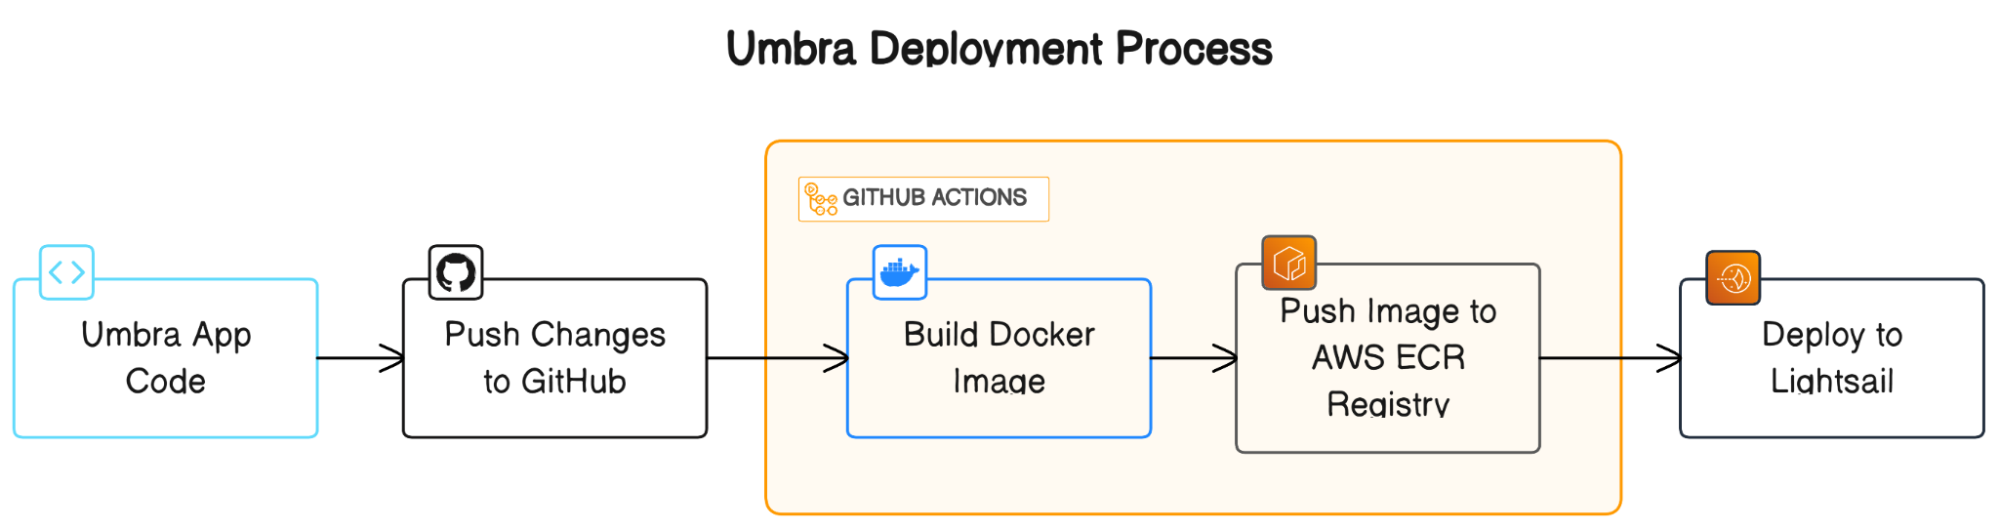 Umbra Deployment Process
GITHUB ACTIONS
Umbra App
Code
Push Changes
to GitHub
Build Docker
Image
Push Image to
AWS ECR
Registry
Deploy to
Lightsail